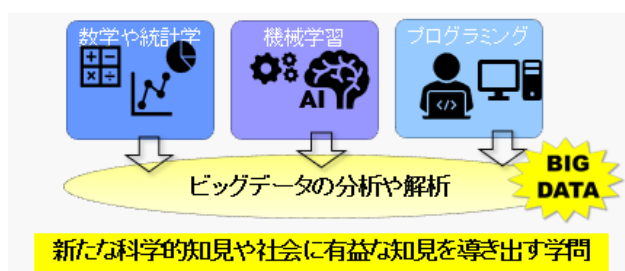 数学や統計学
機械学習
プログラミング
AI
</>
ビッグデータの分析や解析
BIG
DATA
新たな科学的知見や社会に有益な知見を導き出す学問